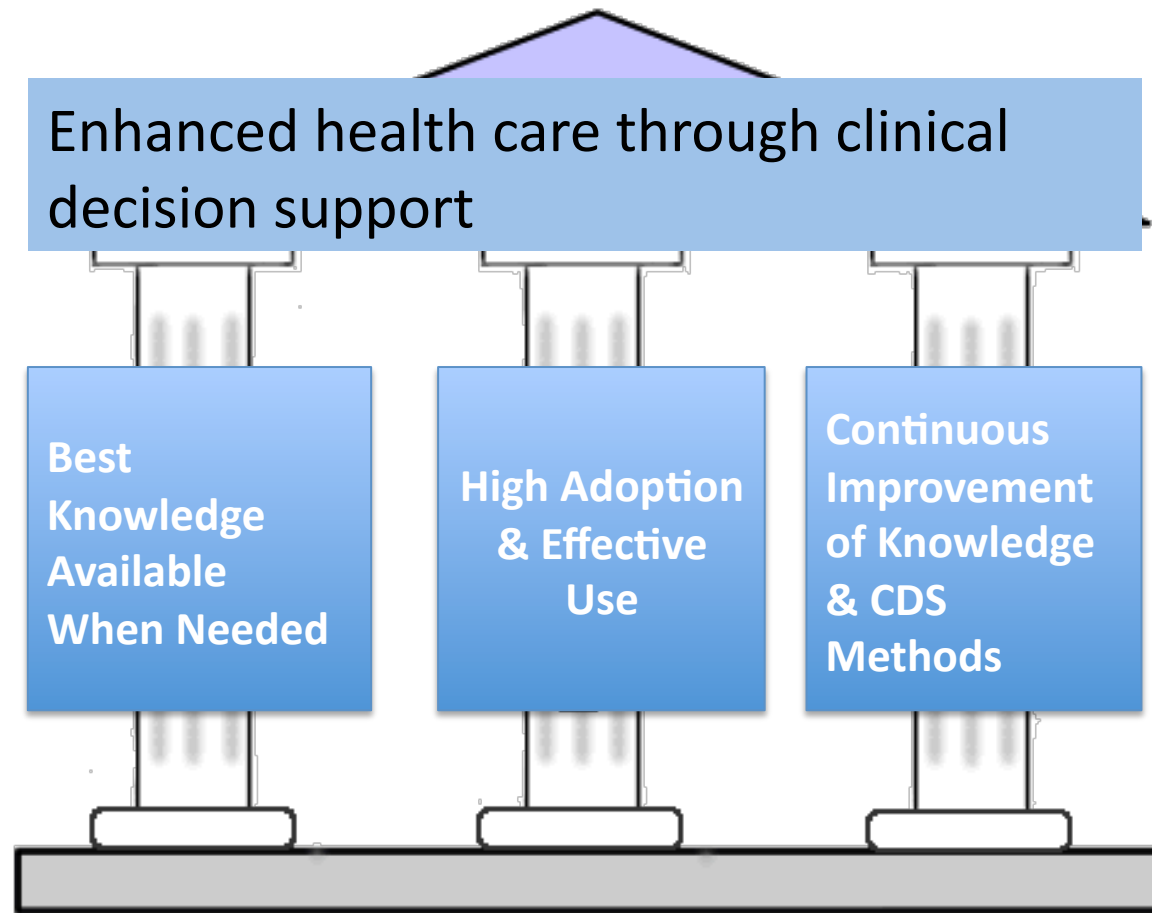 Enhanced health care through clinical
decision support
Best
Knowledge
Available
When Needed
High Adoption
& Effective
Use
Continuous
Improvement
of Knowledge
& CDS
Methods